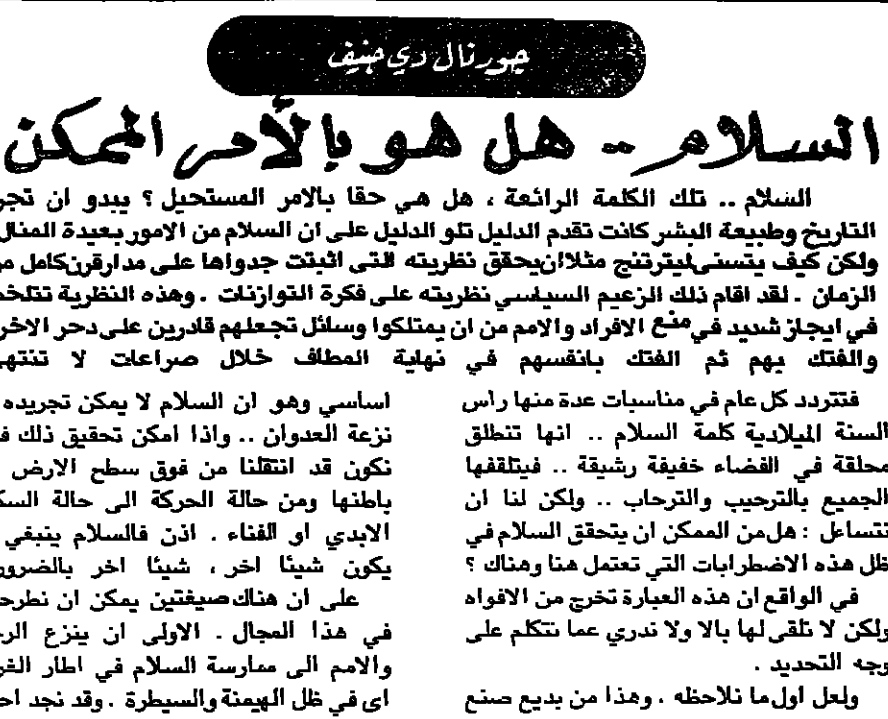 جورنال دي جنيف
السلام .. هل هو بالأمر الممكن
السلام .. تلك الكلمة الرائعة ، هل هي حقا بالامر المستحيل ؟ يبدو ان
التاريخ وطبيعة البشر كانت تقدم الدليل تلو الدليل على ان السلام من الامور بعيدة المنال
ولكن كيف يتسنى ليترتنج مثلا ان يحقق نظريته التى اثبتت جدواها على مدار قرن كامل
الزمان . لقد اقام ذلك الزعيم السياسي نظريته على فكرة التوازنات . وهذه النظرية
في ايجاز شديد في منع الافراد والامم من ان يمتلكوا وسائل تجعلهم قادرين على دحر
والفتك بهم ثم الفتك بانفسهم في نهاية المطاف خلال صراعات لا
فتتردد كل عام في مناسبات عدة منها راس
السنة الميلادية كلمة السلام .. انها تنطلق
محلقة في الفضاء خفيفة رشيقة .. فيتلقفها
الجميع بالترحيب والترحاب .. ولكن لنا ان
نتساءل : هل من الممكن ان يتحقق السلام في
ظل هذه الاضطرابات التي تعتمل هنا وهناك ؟
في الواقع ان هذه العبارة تخرج من الافواه
ولكن لا نلقى لها بالا ولا ندري عما نتكلم على
وجه التحديد .
ولعل اول ما نلاحظه . وهذا من بديع صنع
اساسي وهو ان السلام لا يمكن تجريده
نزعة العدوان .. واذا امكن تحقيق ذلك
نكون قد انتقلنا من فوق سطح الارض
باطنها ومن حالة الحركة الى حالة
الابدي او الفناء . اذن فالسلام ينبغي
يكون شيئا اخر ، شيئا اخر
على ان هناك صيغتين يمكن ان
في هذا المجال . الاولى ان ينزع
والامم الى ممارسة السلام في اطار
اى في ظل الهيمنة والسيطرة . وقد نجد